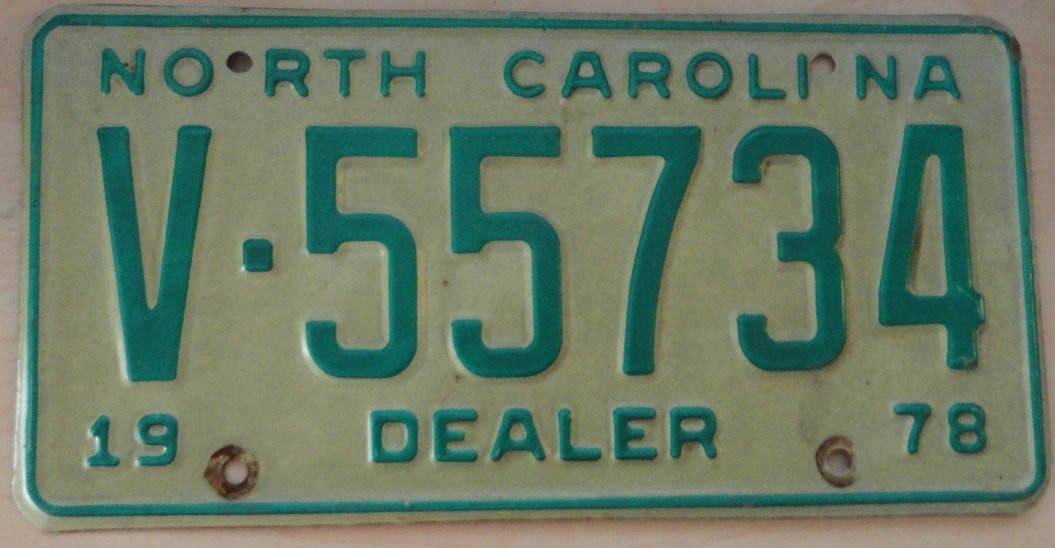 NORTH CAROLINA
V·55734
19 DEALER 78